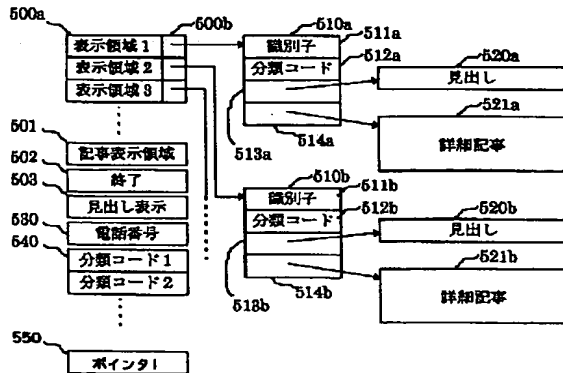 500a
500b
表示領域1
表示領域2
表示領域3
501
記事表示領域
502
終了
503
見出し表示
530
電話番号
540
分類コード1
分類コード2
550
ポインタI
510a
識別子
511a
分類コード
512a
513a
514a
520a
見出し
521a
詳細記事
510b
識別子
511b
分類コード
512b
513b
514b
520b
見出し
521b
詳細記事